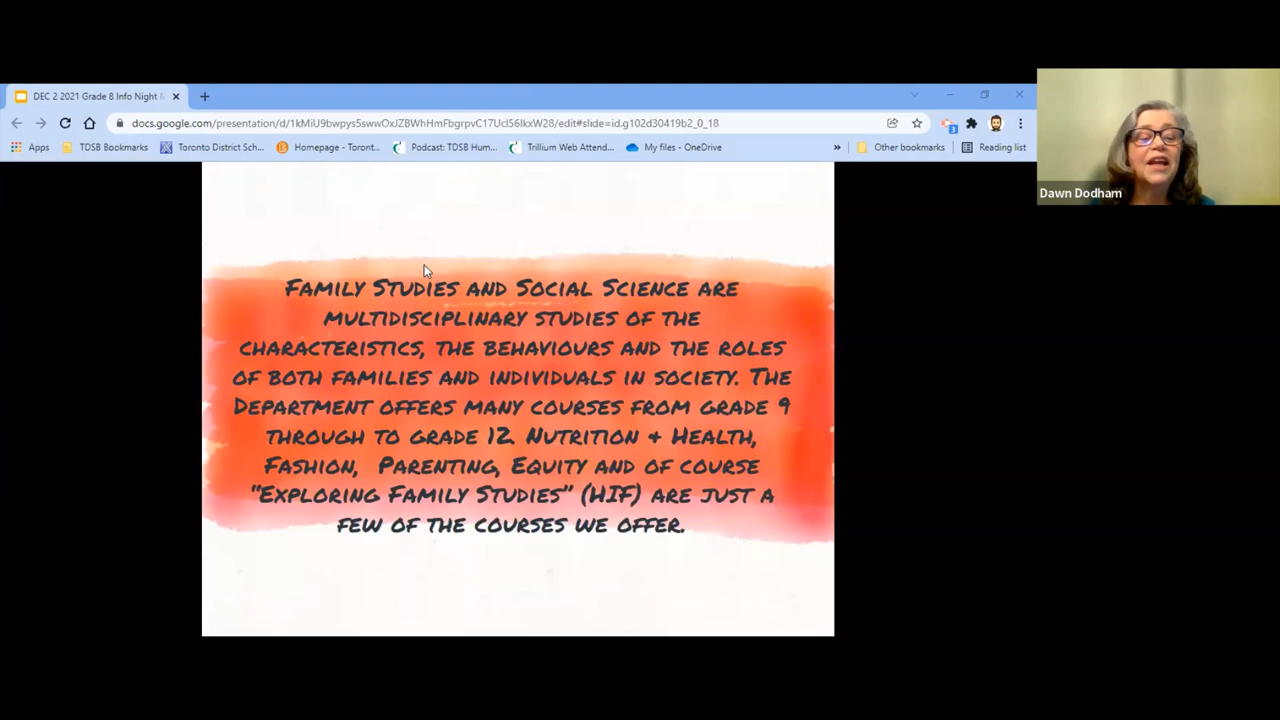 DEC 2 2021 Grade 8 Info Night
docs.google.com/presentation/d/1kMiU9bwpys5swwOxJZBWhHmFbgrpvC17UcI56IkxW28/edit#slide=id.g102d30419b2_0_18
3
Apps
TDSB Bookmarks
Toronto District Sch...
Homepage - Toront...
Podcast: TDSB Hum...
Trillium Web Attend...
My files - OneDrive
»
Other bookmarks
Reading list
Dawn Dodham
Family Studies and Social Science are
multidisciplinary studies of the
characteristics, the behaviours and the roles
of both families and individuals in society. The
Department offers many courses from grade 9
through to grade 12. Nutrition & Health,
Fashion, Parenting, Equity and of course
"Exploring Family Studies" (HIF) are just a
few of the courses we offer.